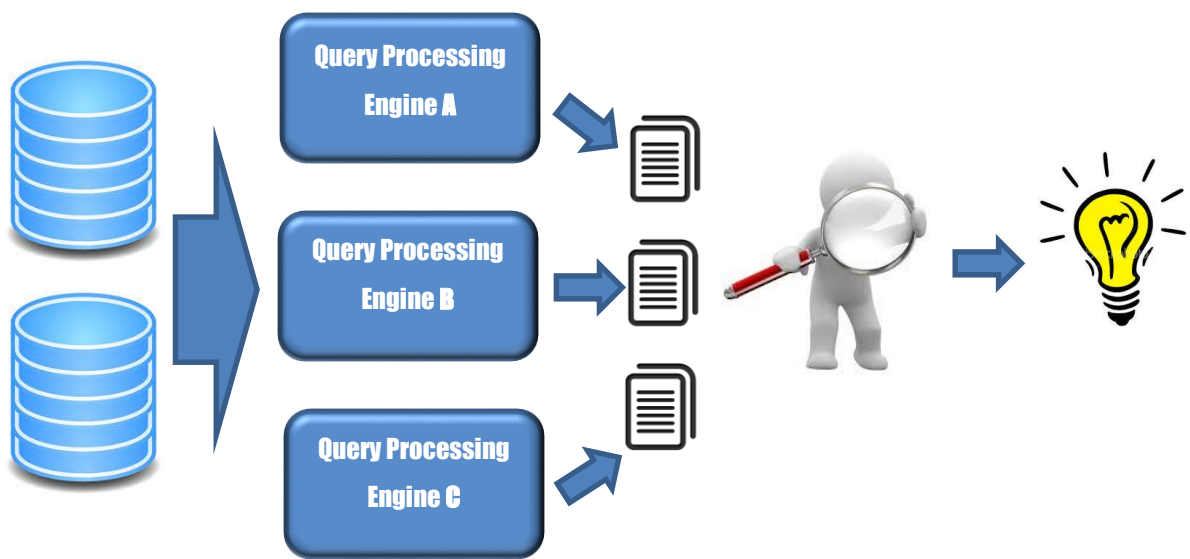 Query Processing
Engine A
Query Processing
Engine B
Query Processing
Engine C